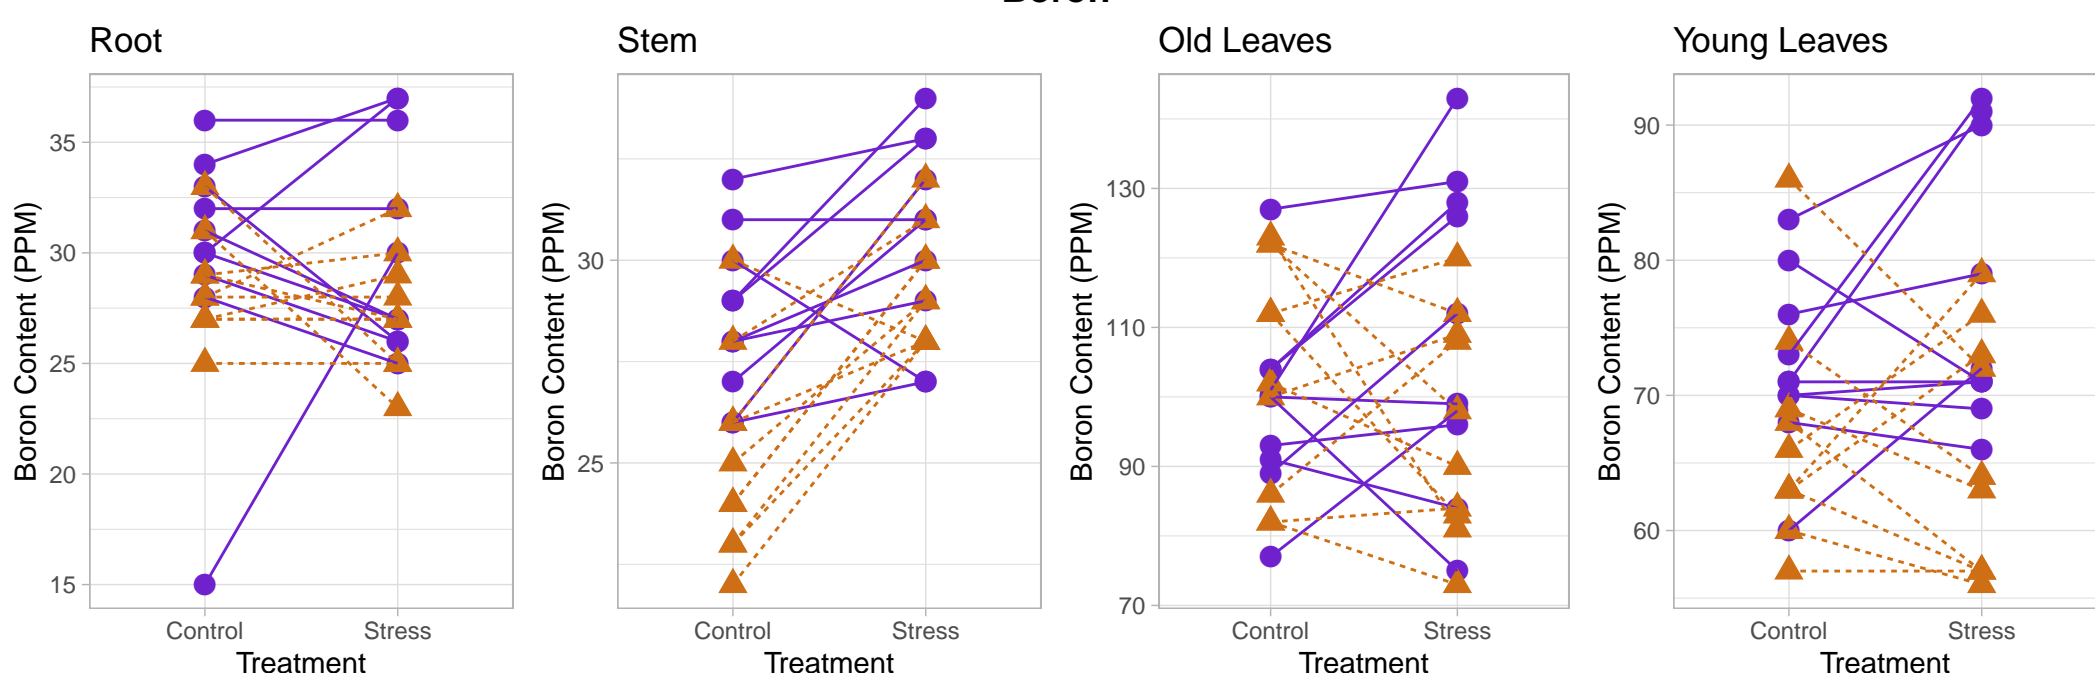 Boron
Root
Stem
Old Leaves
Young Leaves
Boron Content (PPM)
35
30
25
20
15
Control
Stress
Treatment
Boron Content (PPM)
30
25
Control
Stress
Treatment
Boron Content (PPM)
130
110
90
70
Control
Stress
Treatment
Boron Content (PPM)
90
80
70
60
Control
Stress
Treatment